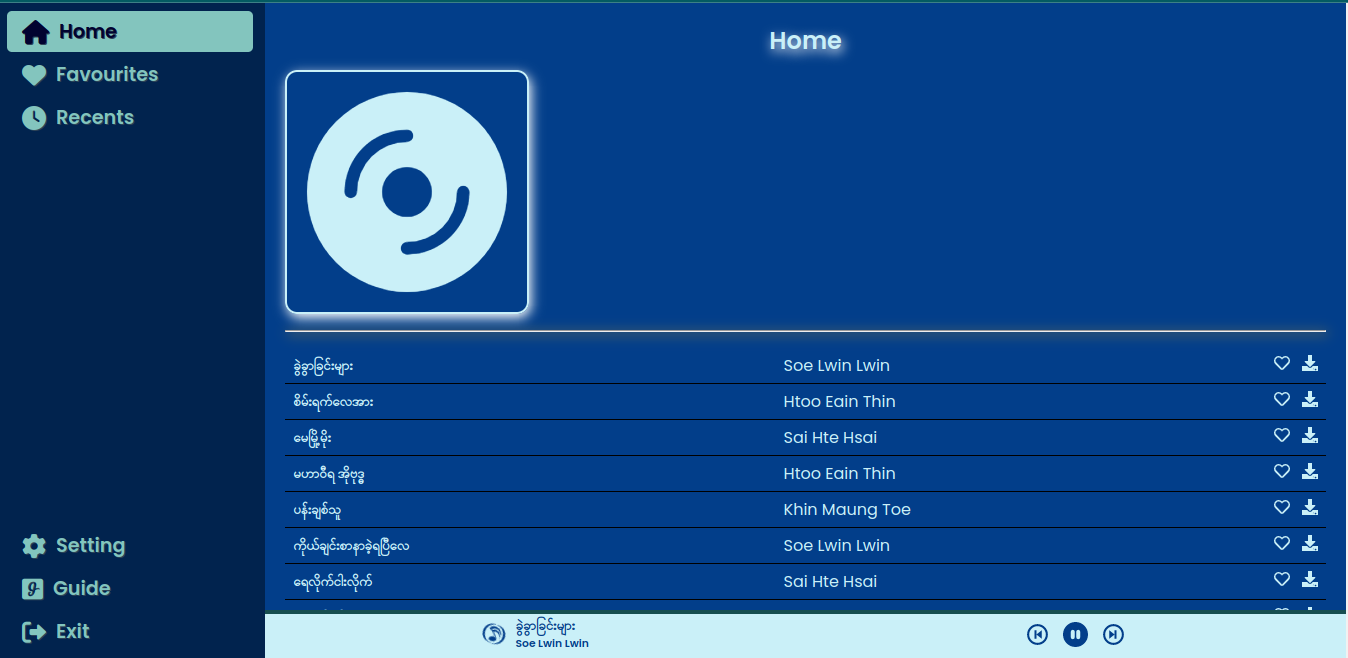 Home
Favourites
Recents
Setting
Guide
Exit
Home
ခွဲခွာခြင်းများ Soe Lwin Lwin
စိမ်းရက်လေအား Htoo Eain Thin
မေမြို့မိုး Sai Hte Hsai
မဟာဝီရ အိုဗုဒ္ဓ Htoo Eain Thin
ပန်းချစ်သူ Khin Maung Toe
ကိုယ်ချင်းစာနာခဲ့ရပြီလေ Soe Lwin Lwin
ရေလိုက်ငါးလိုက် Sai Hte Hsai
ခွဲခွာခြင်းများ
Soe Lwin Lwin